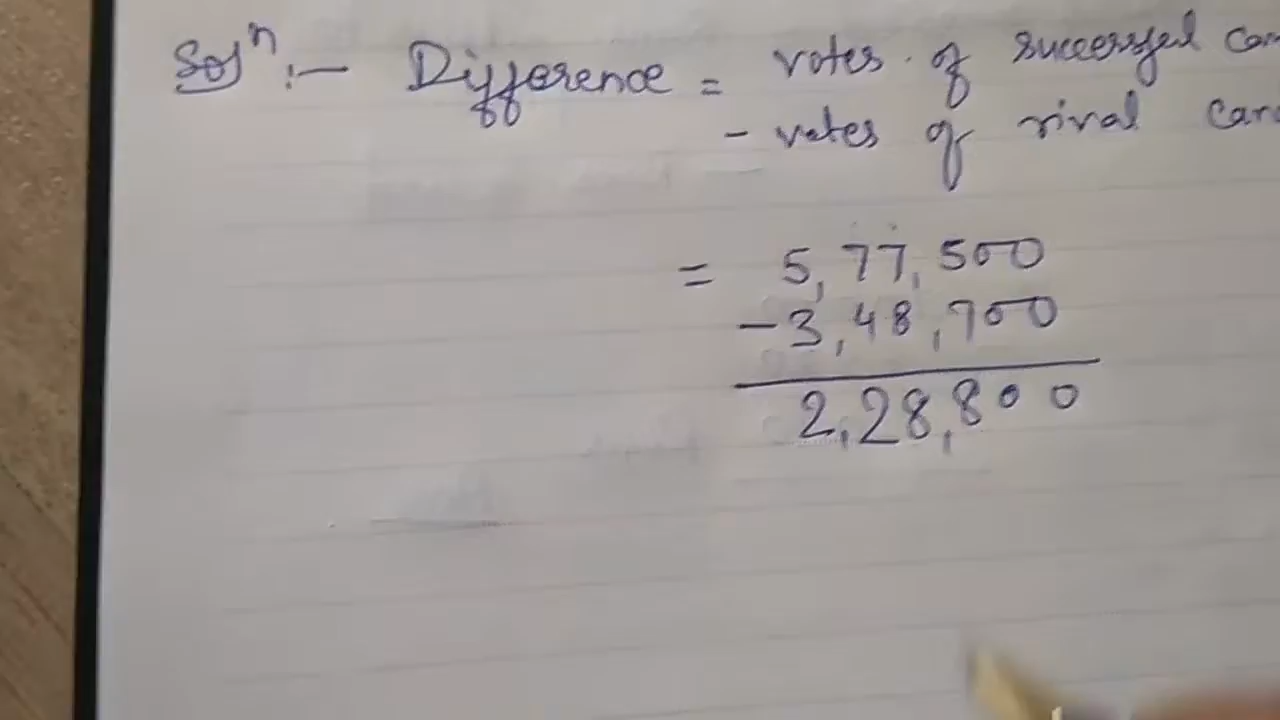 Solⁿ :- Difference = votes of successful
- votes of rival
= 5,77,500
-3,48,700
2,28,800